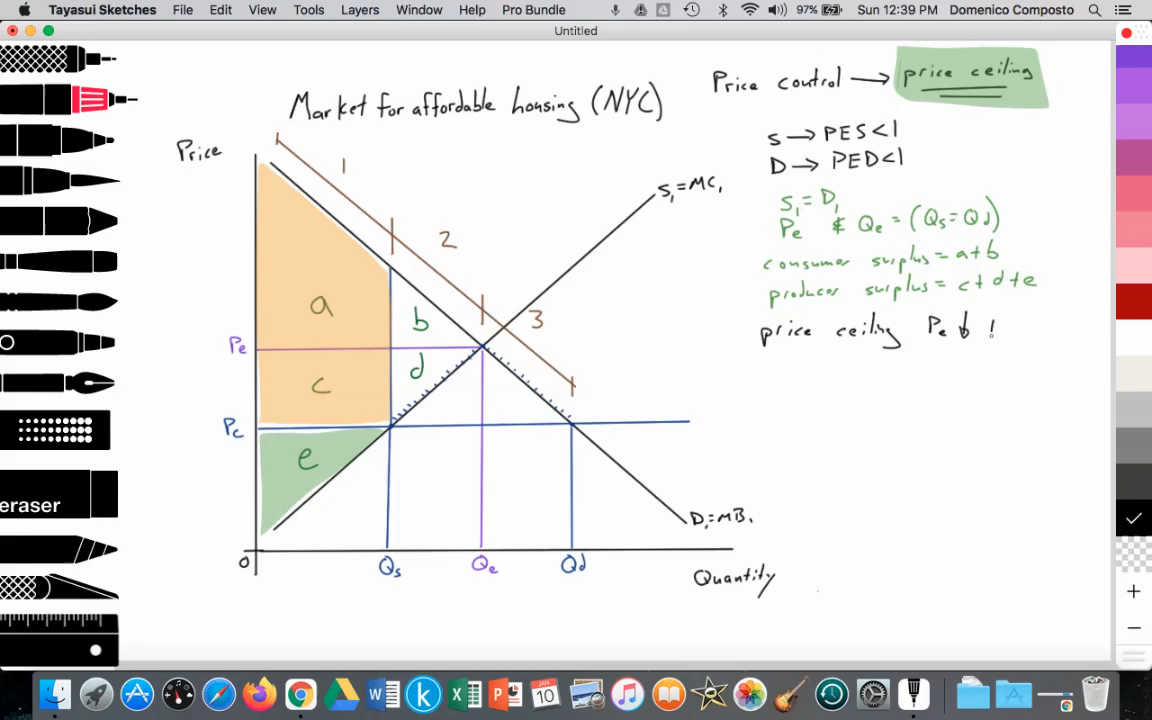 Tayasui Sketches File Edit View Tools Layers Window Help Pro Bundle 97% Sun 12:39 PM Domenico Composto
Untitled
Price control → price ceiling
Market for affordable housing (NYC)
S → PES<1
D → PED<1
Price
S₁=MC₁
S₁ = D₁
Pe & Qe = (Qs=Qd)
consumer surplus = a+b
producer surplus = c+d+e
price ceiling Pe ↓ !
1
2
3
a
b
Pe
d
c
Pc
e
eraser
D₁=MB₁
0
Qs Qe Qd
Quantity
JAN
10